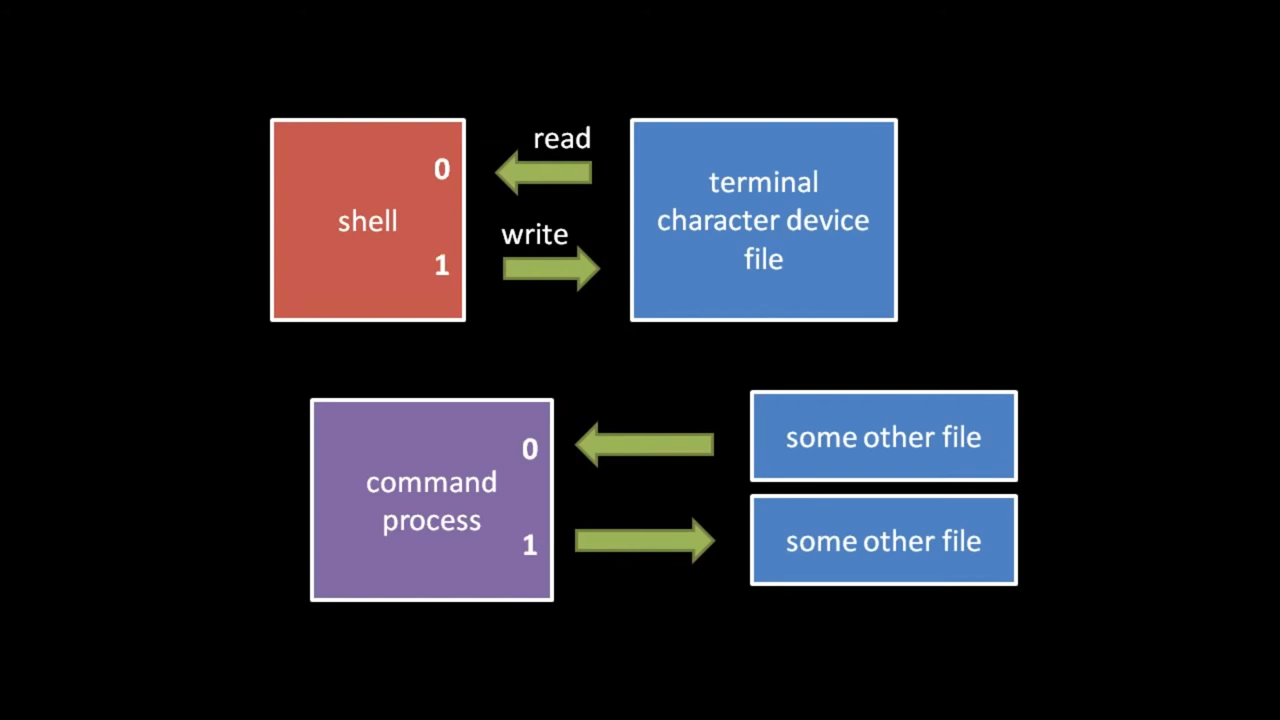 read
0
shell
write
1
terminal
character device
file
0
command
process
1
some other file
some other file